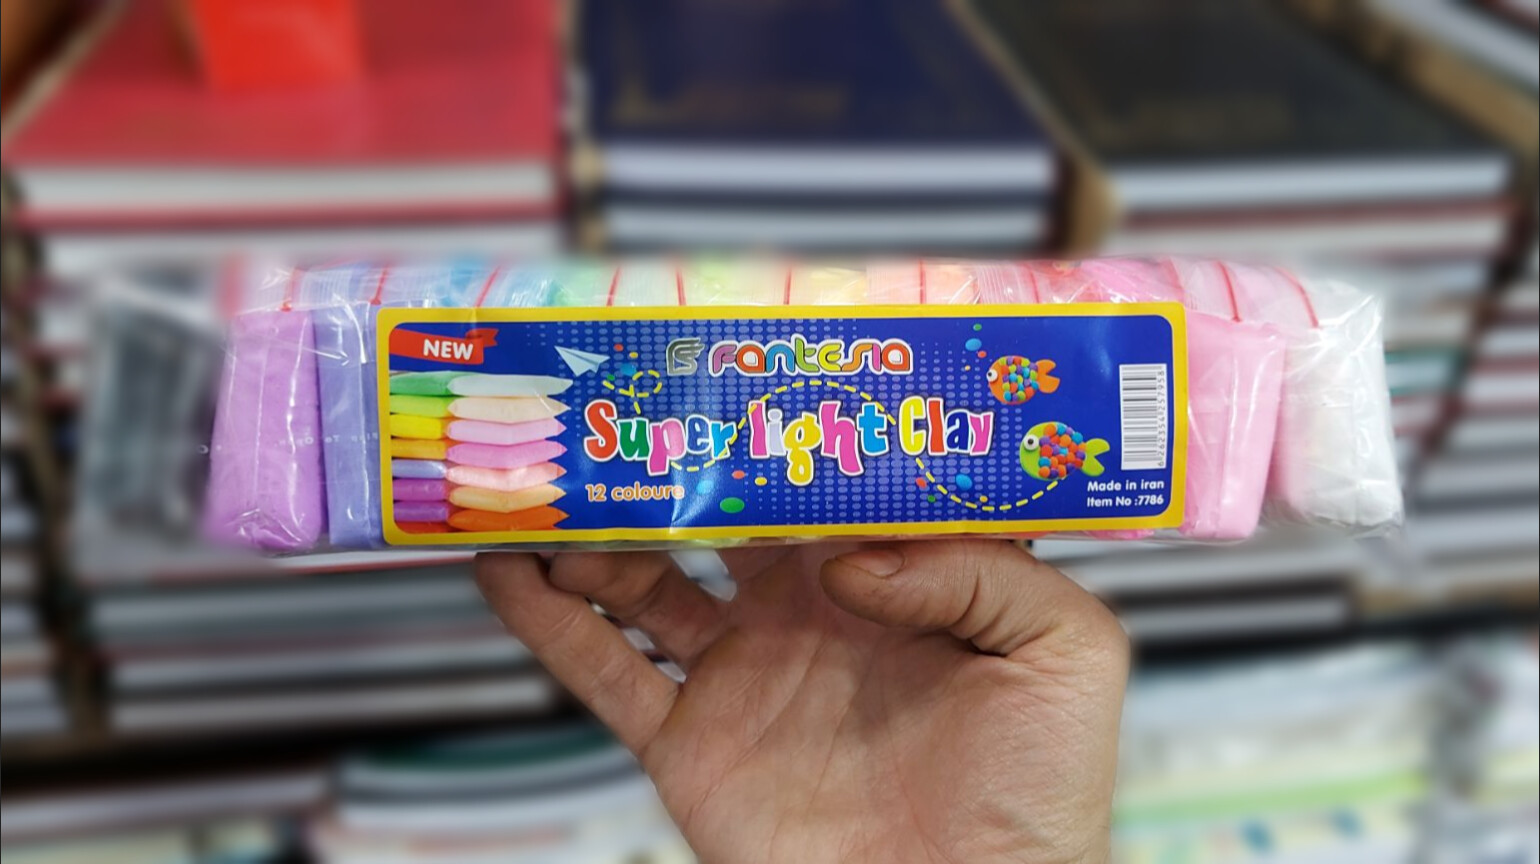 NEW
FANTESIA
Super light Clay
12 coloure
Made in iran
Item No :7786